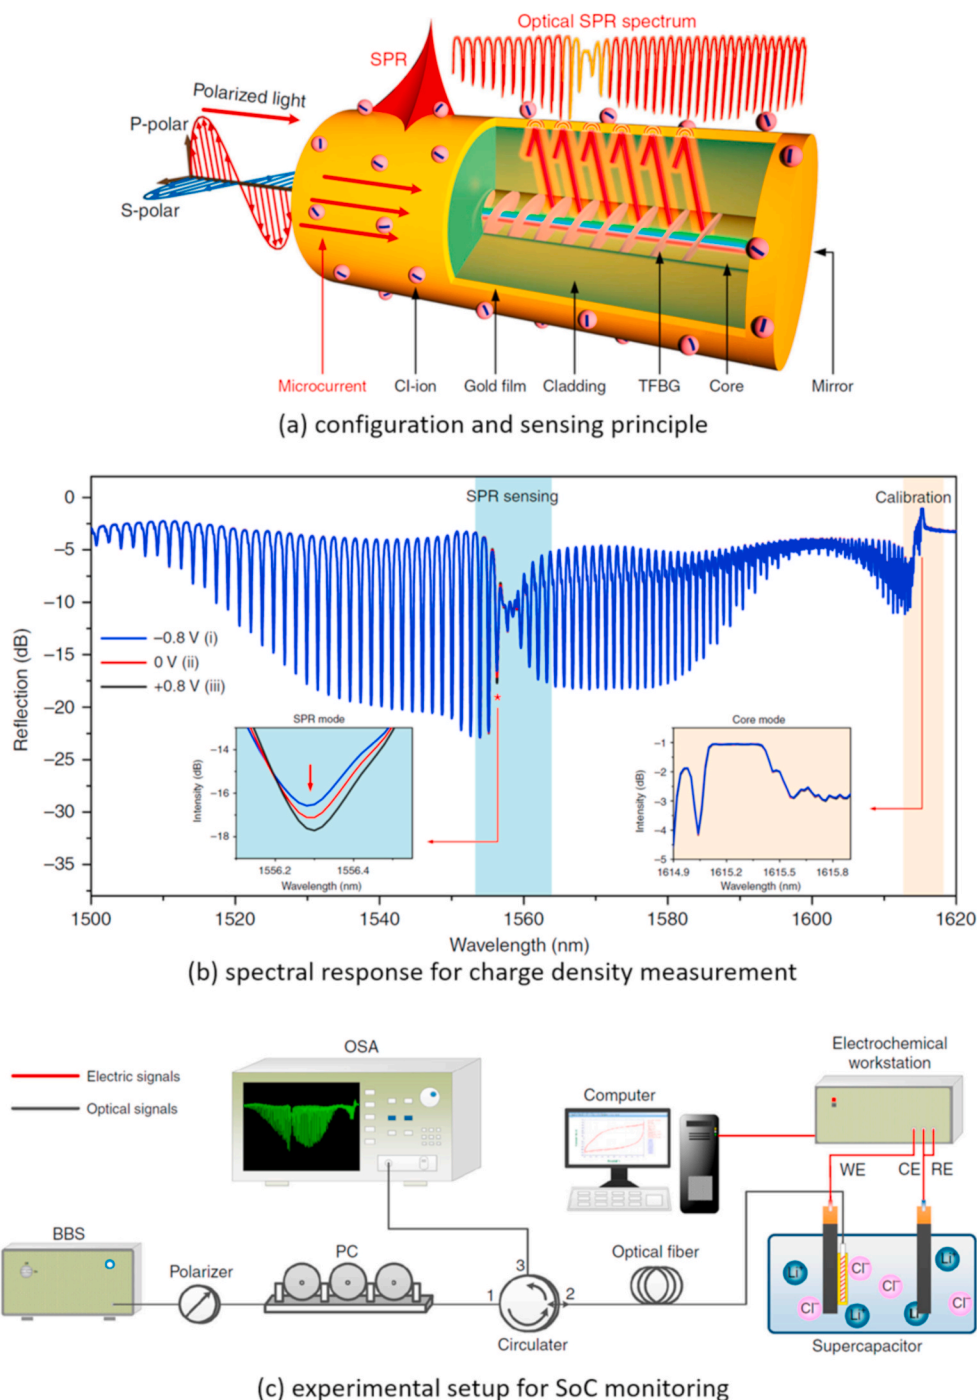 Optical SPR spectrum
SPR
Polarized light
P-polar
S-polar
Microcurrent
Cl-ion
Gold film
Cladding
TFBG
Core
Mirror
(a) configuration and sensing principle
SPR sensing
Calibration
0
−5
−10
−15
−20
−25
−30
−35
Reflection (dB)
−0.8 V (i)
0 V (ii)
+0.8 V (iii)
SPR mode
−14
−16
−18
Intensity (dB)
1556.2 1556.4
Wavelength (nm)
Core mode
−1
−2
−3
−4
−5
Intensity (dB)
1614.9 1615.2 1615.5 1615.8
Wavelength (nm)
1500 1520 1540 1560 1580 1600 1620
Wavelength (nm)
(b) spectral response for charge density measurement
Electric signals
Optical signals
OSA
Computer
Electrochemical
workstation
WE CE RE
BBS
Polarizer
PC
1 3 2
Circulater
Optical fiber
Li⁺ Cl⁻ Cl⁻ Li⁺
Cl⁻ Li⁺ Li⁺ Cl⁻
Supercapacitor
(c) experimental setup for SoC monitoring